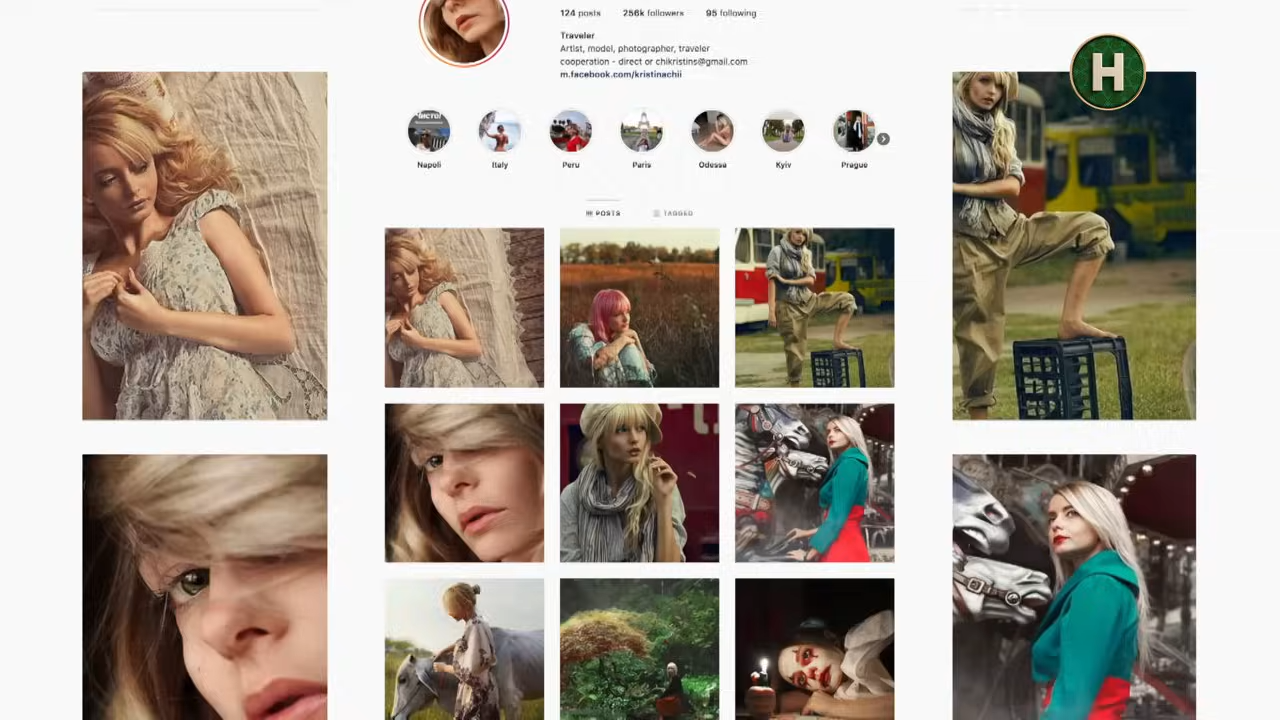 124 posts 256k followers 95 following
Traveler
Artist, model, photographer, traveler
cooperation - direct or chikristins@gmail.com
m.facebook.com/kristinachii
H
Napoli Italy Peru Paris Odessa Kyiv Prague
POSTS TAGGED